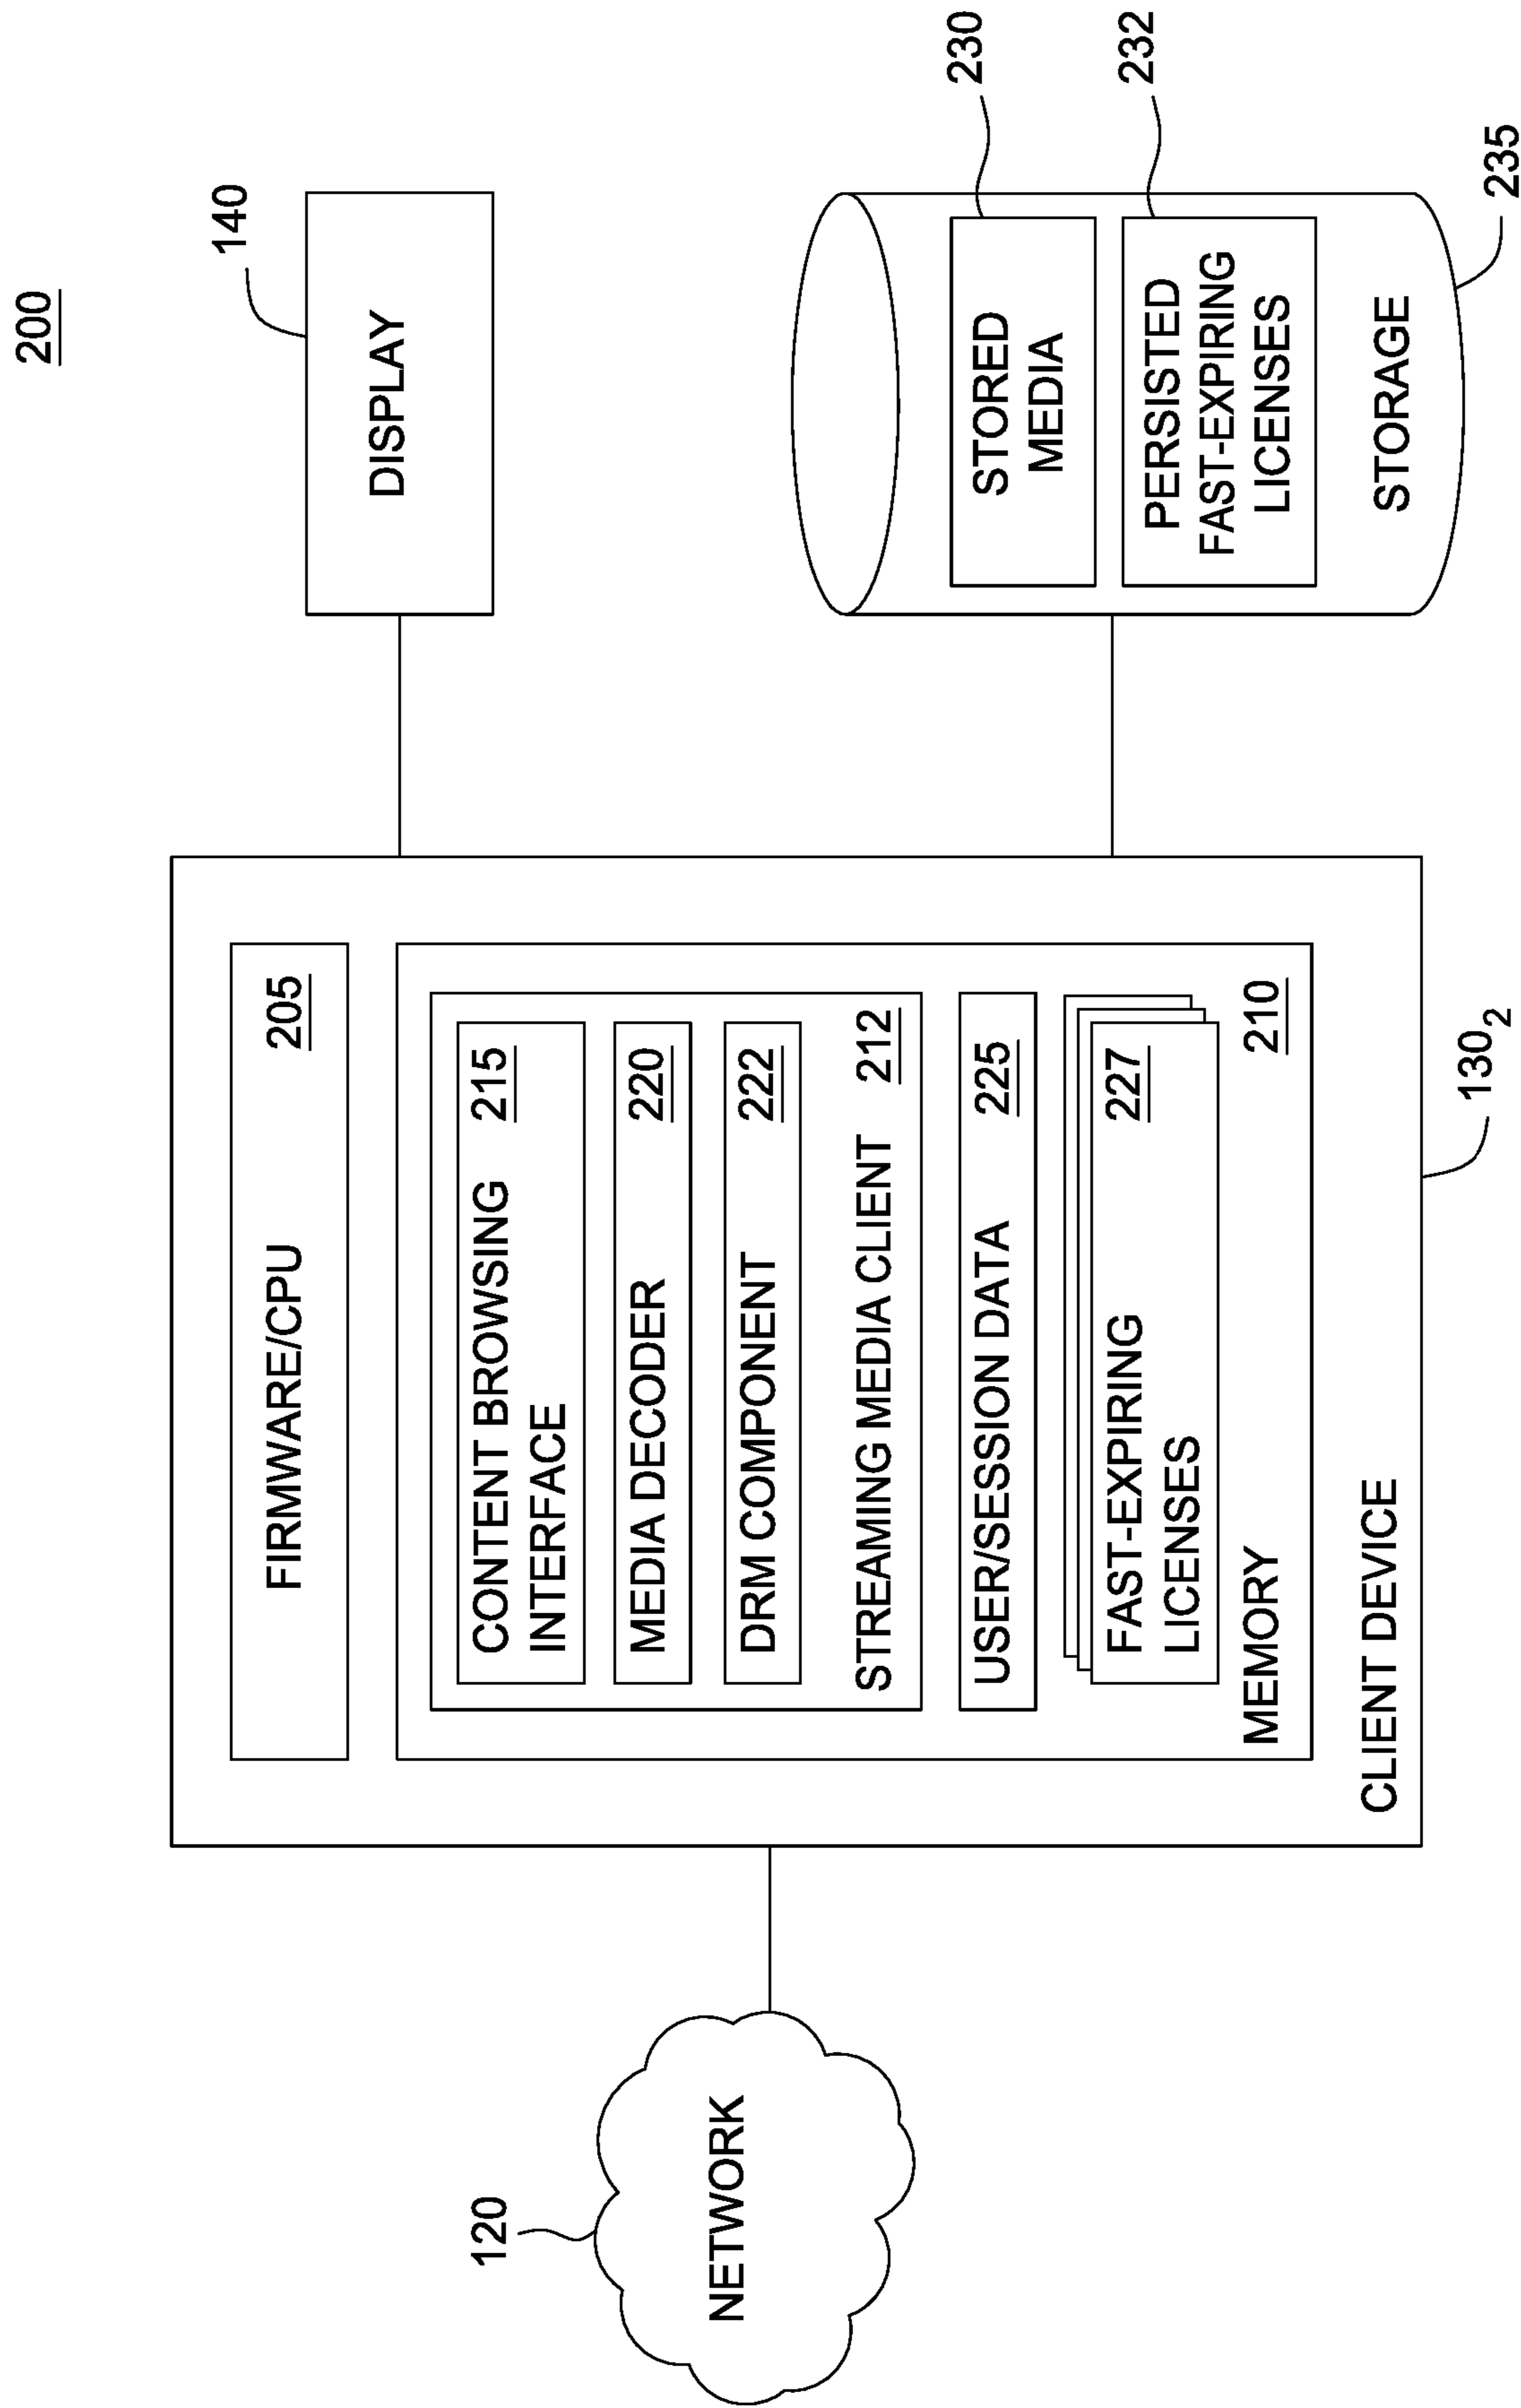 200
140
DISPLAY
FIRMWARE/CPU
205
CONTENT BROWSING
INTERFACE
215
MEDIA DECODER
220
DRM COMPONENT
222
STREAMING MEDIA CLIENT
212
USER/SESSION DATA
225
FAST-EXPIRING
LICENSES
227
MEMORY
210
CLIENT DEVICE
130₂
120
NETWORK
STORED
MEDIA
230
PERSISTED
FAST-EXPIRING
LICENSES
232
STORAGE
235